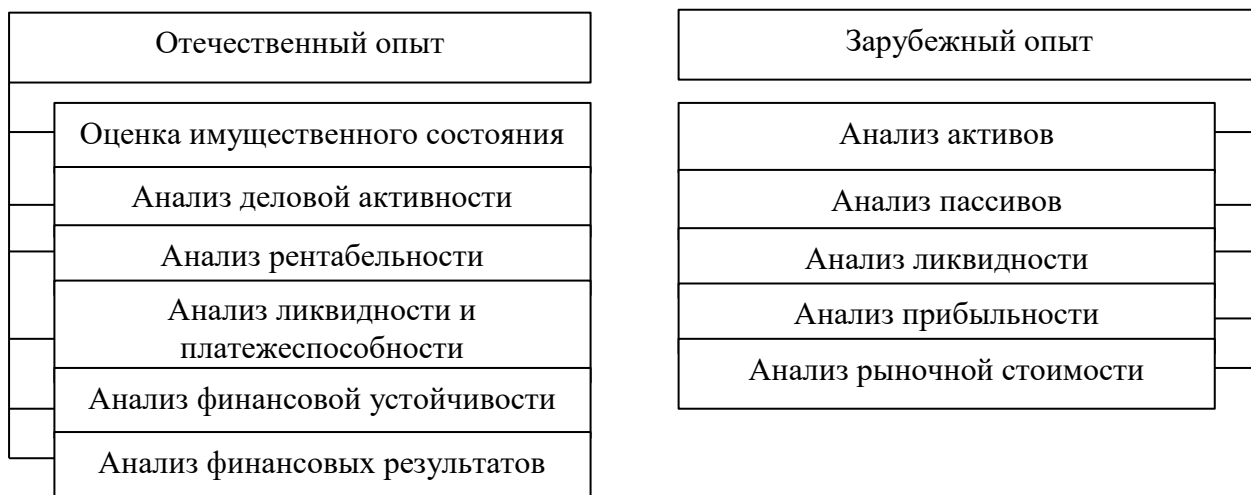 Отечественный опыт
Оценка имущественного состояния
Анализ деловой активности
Анализ рентабельности
Анализ ликвидности и
платежеспособности
Анализ финансовой устойчивости
Анализ финансовых результатов
Зарубежный опыт
Анализ активов
Анализ пассивов
Анализ ликвидности
Анализ прибыльности
Анализ рыночной стоимости